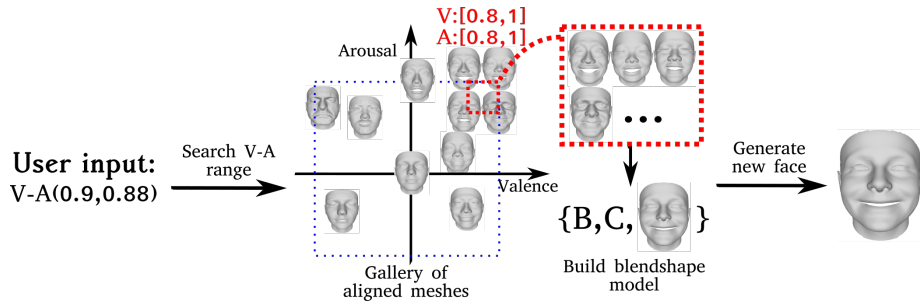 V:[0.8,1]
A:[0.8,1]
Arousal
User input:
V-A(0.9,0.88)
Search V-A
range
Valence
Gallery of
aligned meshes
...
{B,C, }
Build blendshape
model
Generate
new face